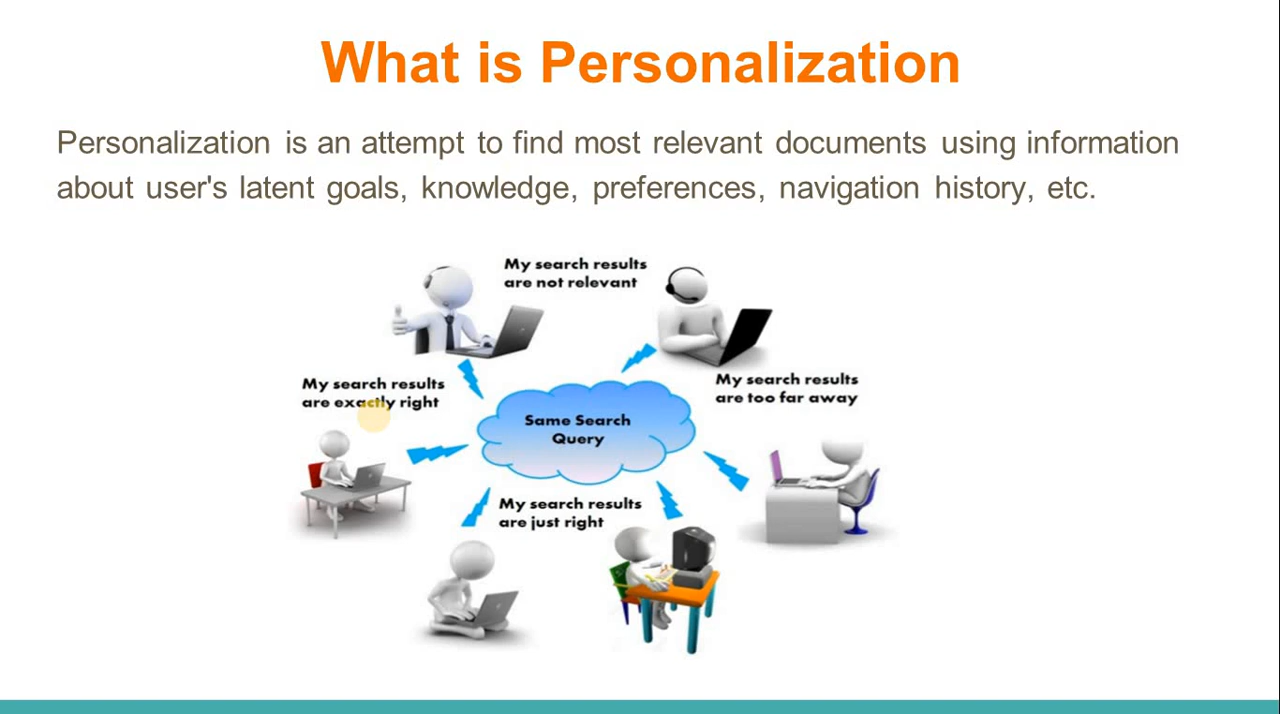 What is Personalization
Personalization is an attempt to find most relevant documents using information
about user's latent goals, knowledge, preferences, navigation history, etc.
My search results
are not relevant
My search results
are exactly right
My search results
are too far away
Same Search
Query
My search results
are just right